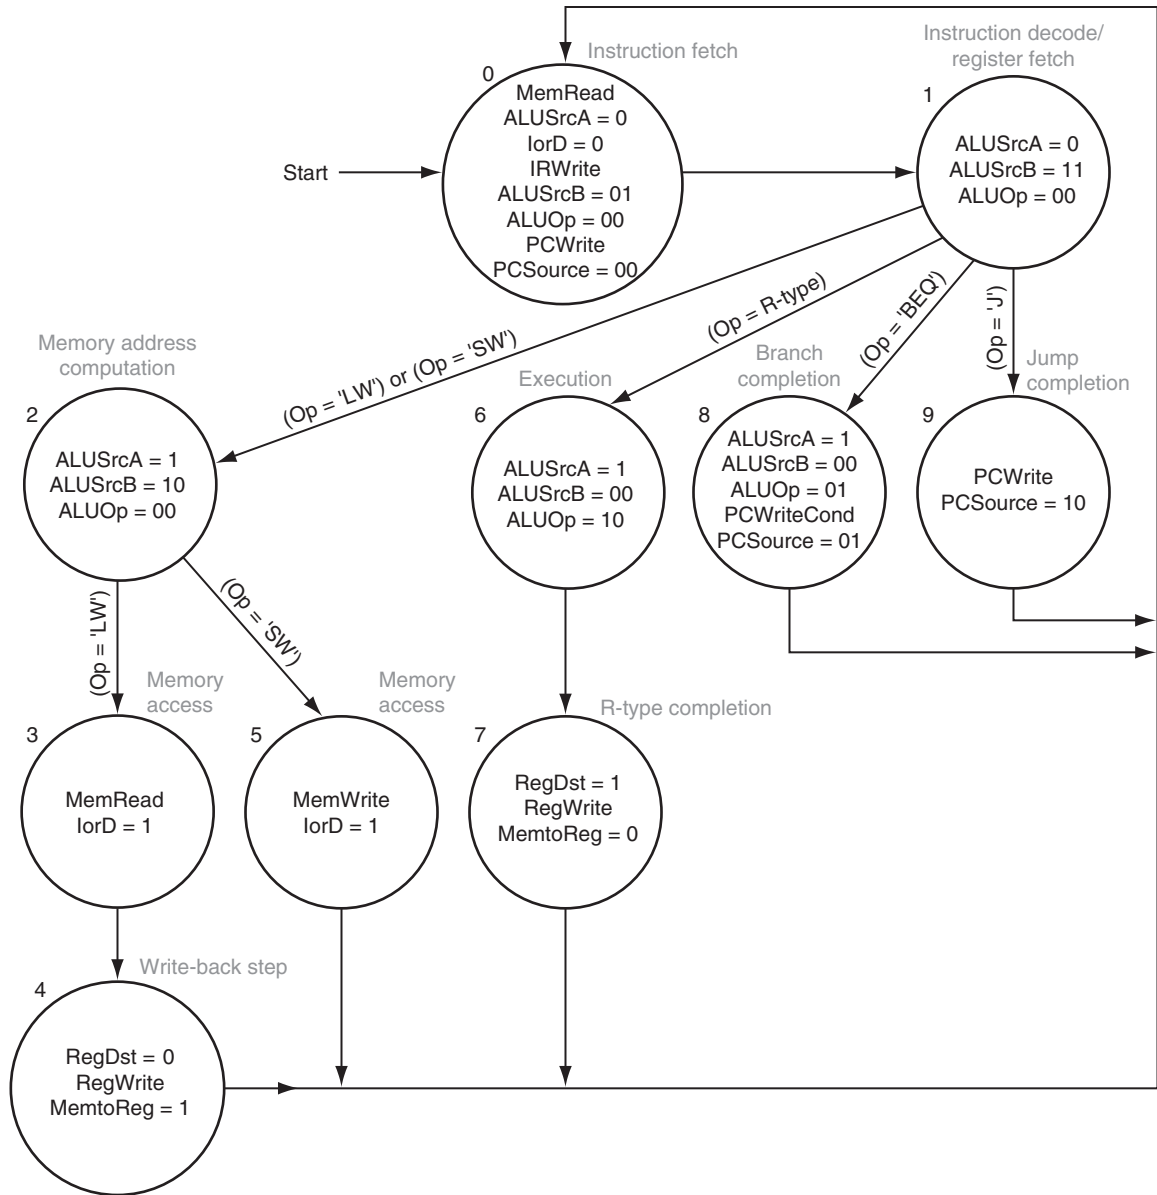 Instruction fetch
0
MemRead
ALUSrcA = 0
IorD = 0
IRWrite
ALUSrcB = 01
ALUOp = 00
PCWrite
PCSource = 00
Start
Instruction decode/
register fetch
1
ALUSrcA = 0
ALUSrcB = 11
ALUOp = 00
(Op = 'LW') or (Op = 'SW')
(Op = R-type)
(Op = 'BEQ')
(Op = 'J')
Memory address
computation
2
ALUSrcA = 1
ALUSrcB = 10
ALUOp = 00
Execution
6
ALUSrcA = 1
ALUSrcB = 00
ALUOp = 10
Branch
completion
8
ALUSrcA = 1
ALUSrcB = 00
ALUOp = 01
PCWriteCond
PCSource = 01
Jump
completion
9
PCWrite
PCSource = 10
(Op = 'LW')
(Op = 'SW')
Memory
access
3
MemRead
IorD = 1
Memory
access
5
MemWrite
IorD = 1
R-type completion
7
RegDst = 1
RegWrite
MemtoReg = 0
Write-back step
4
RegDst = 0
RegWrite
MemtoReg = 1